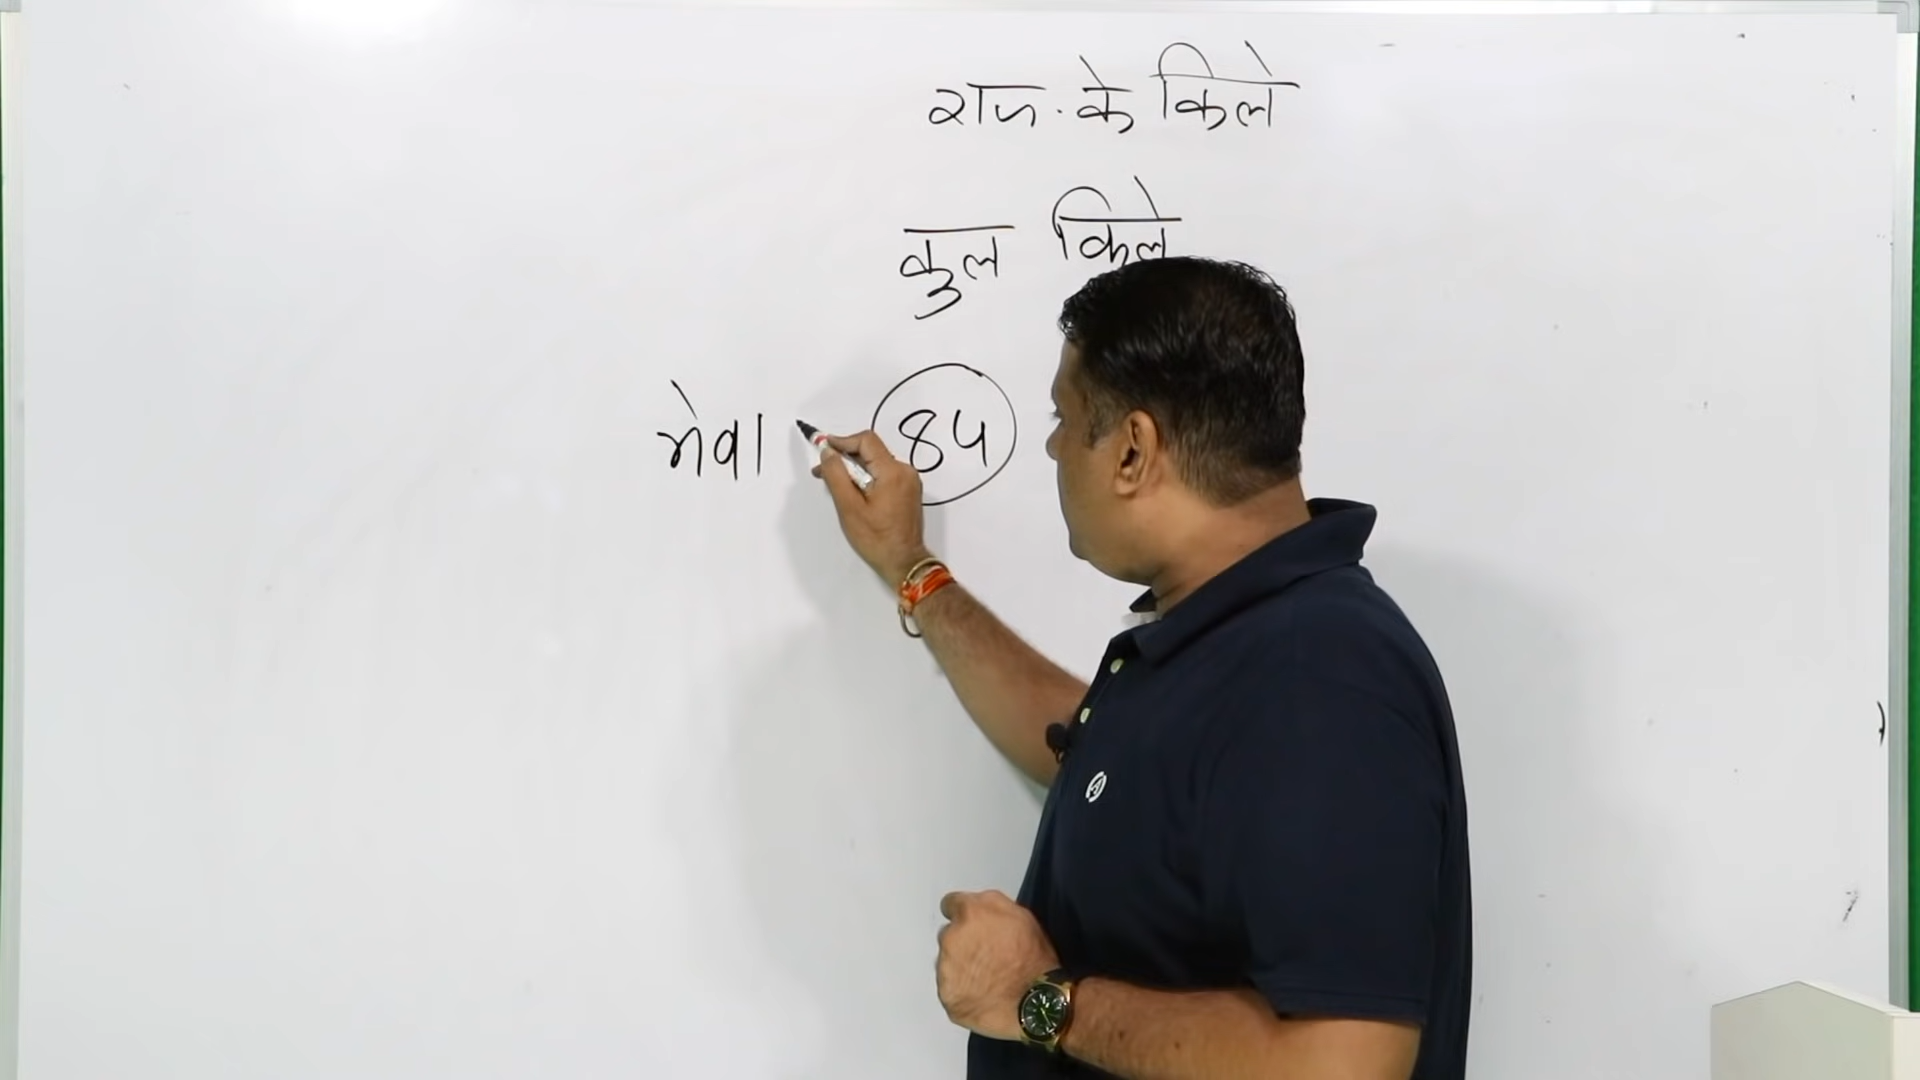 राज. के किले
कुल किले
मेवा 84